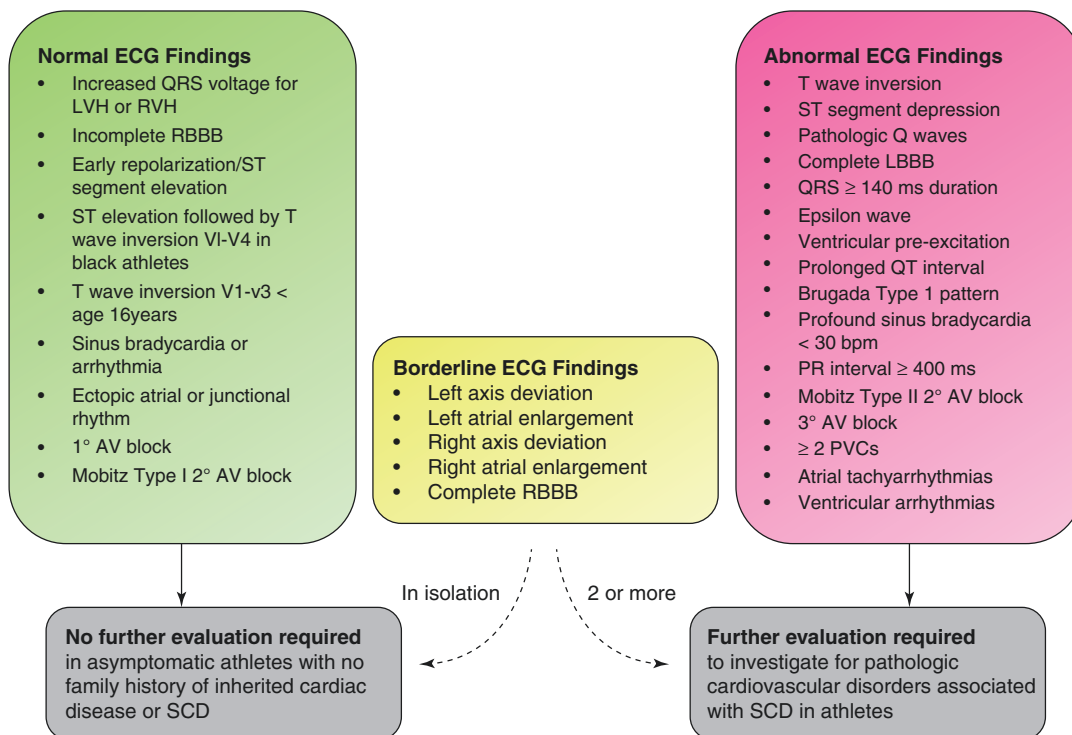 Normal ECG Findings
• Increased QRS voltage for
LVH or RVH
• Incomplete RBBB
• Early repolarization/ST
segment elevation
• ST elevation followed by T
wave inversion Vl-V4 in
black athletes
• T wave inversion V1-v3 <
age 16years
• Sinus bradycardia or
arrhythmia
• Ectopic atrial or junctional
rhythm
• 1° AV block
• Mobitz Type I 2° AV block
Borderline ECG Findings
• Left axis deviation
• Left atrial enlargement
• Right axis deviation
• Right atrial enlargement
• Complete RBBB
Abnormal ECG Findings
• T wave inversion
• ST segment depression
• Pathologic Q waves
• Complete LBBB
• QRS ≥ 140 ms duration
• Epsilon wave
• Ventricular pre-excitation
• Prolonged QT interval
• Brugada Type 1 pattern
• Profound sinus bradycardia
< 30 bpm
• PR interval ≥ 400 ms
• Mobitz Type II 2° AV block
• 3° AV block
• ≥ 2 PVCs
• Atrial tachyarrhythmias
• Ventricular arrhythmias
In isolation
2 or more
No further evaluation required
in asymptomatic athletes with no
family history of inherited cardiac
disease or SCD
Further evaluation required
to investigate for pathologic
cardiovascular disorders associated
with SCD in athletes